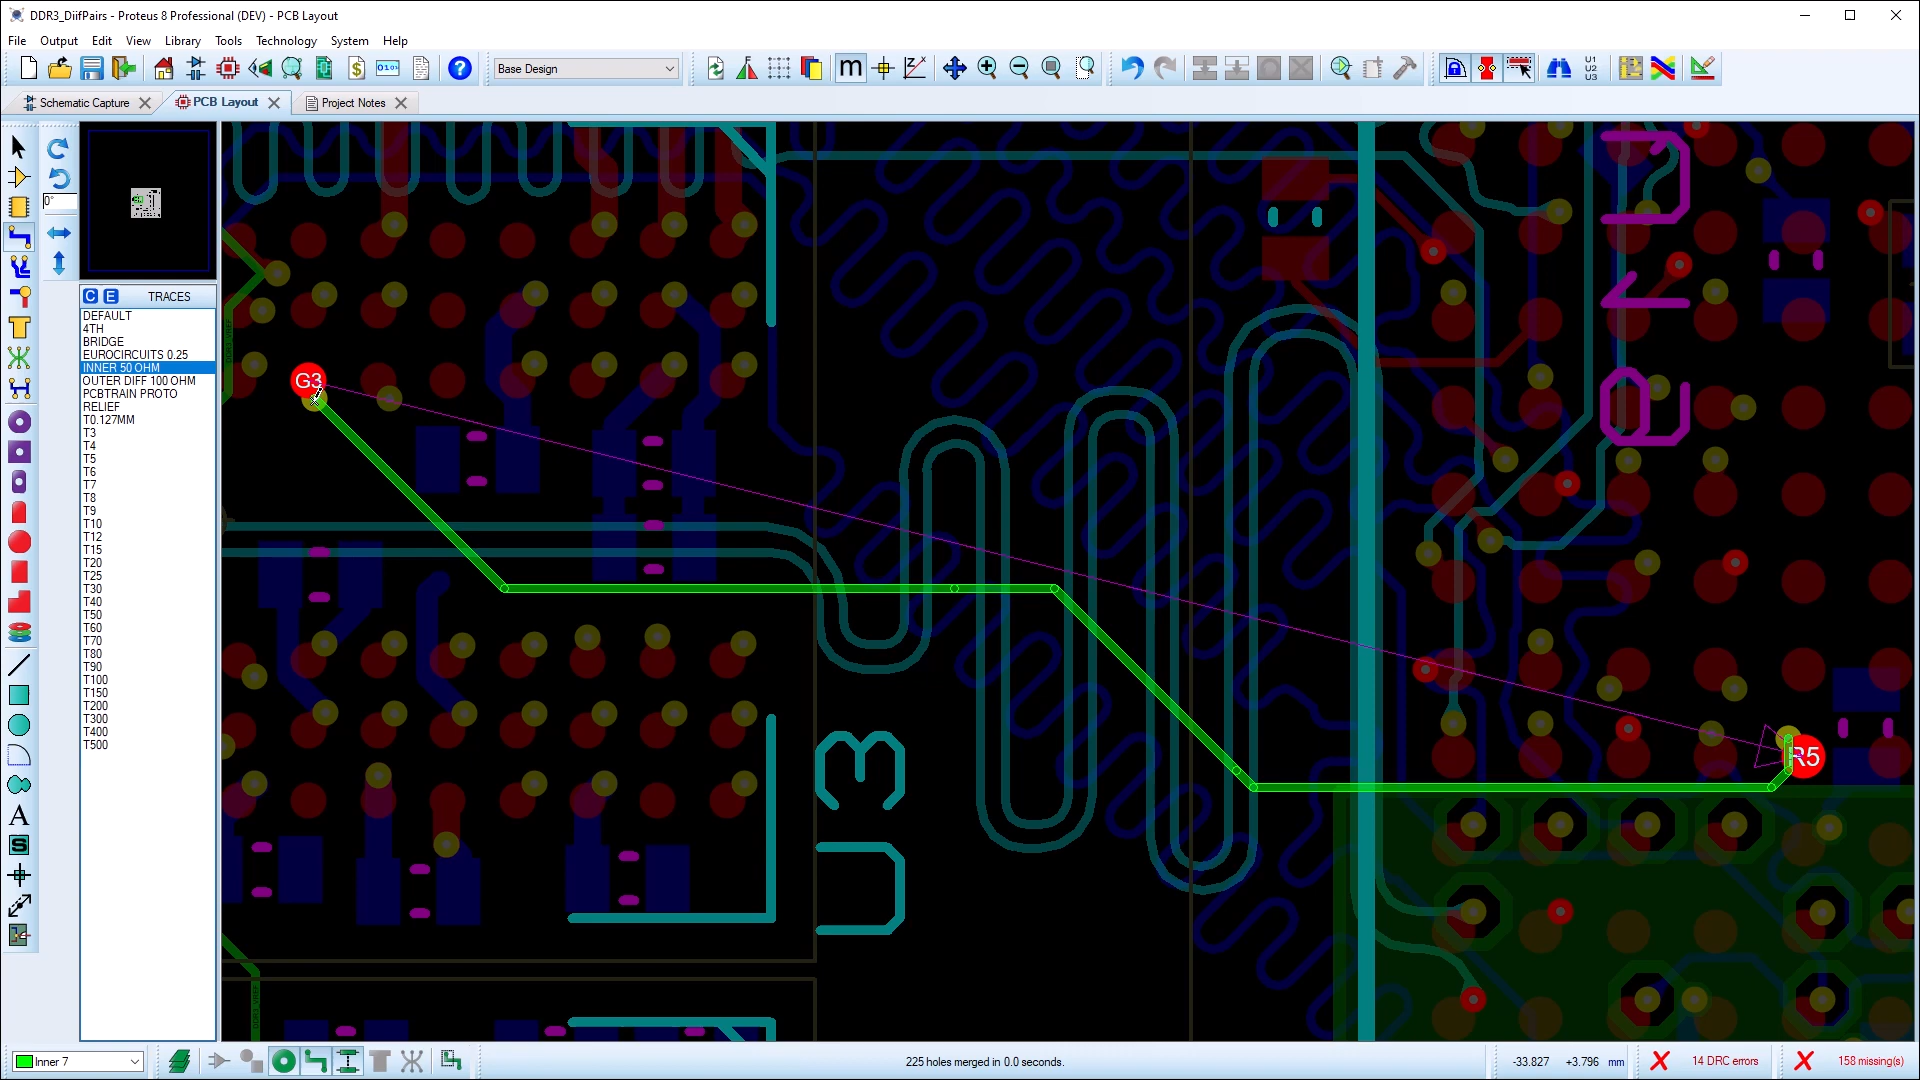 DDR3_DiifPairs - Proteus 8 Professional (DEV) - PCB Layout
File Output Edit View Library Tools Technology System Help
Base Design
Schematic Capture PCB Layout Project Notes
0°
C E TRACES
DEFAULT
4TH
BRIDGE
EUROCIRCUITS 0.25
INNER 50 OHM
OUTER DIFF 100 OHM
PCBTRAIN PROTO
RELIEF
T0.127MM
T3
T4
T5
T6
T7
T8
T9
T10
T12
T15
T20
T25
T30
T40
T50
T60
T70
T80
T90
T100
T150
T200
T300
T400
T500
G3
R5
U3
Inner 7
225 holes merged in 0.0 seconds.
-33.827 +3.796 mm
14 DRC errors
158 missing(s)